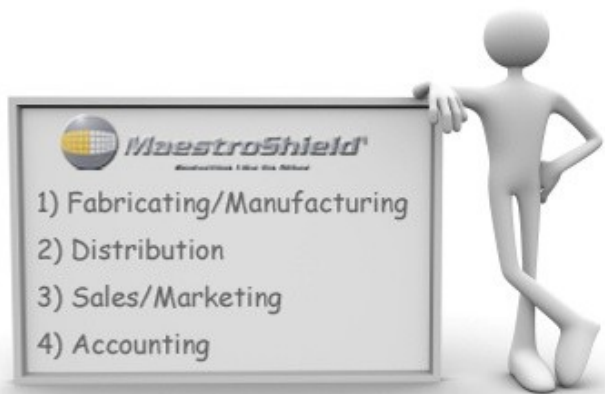 MaestroShield
1) Fabricating/Manufacturing
2) Distribution
3) Sales/Marketing
4) Accounting